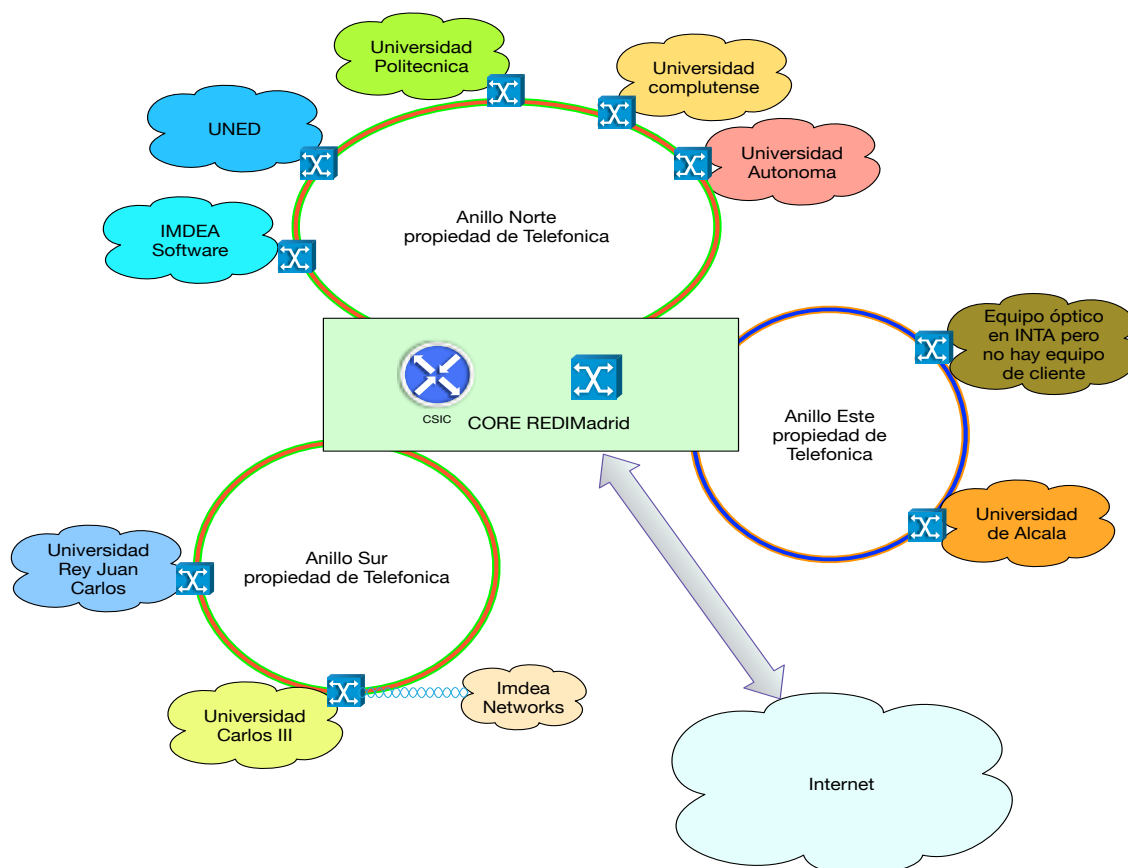 Universidad
Politecnica
Universidad
complutense
UNED
Universidad
Autonoma
IMDEA
Software
Anillo Norte
propiedad de Telefonica
Equipo óptico
en INTA pero
no hay equipo
de cliente
CSIC
CORE REDIMadrid
Anillo Este
propiedad de
Telefonica
Universidad
de Alcala
Universidad
Rey Juan
Carlos
Anillo Sur
propiedad de Telefonica
Universidad
Carlos III
Imdea
Networks
Internet